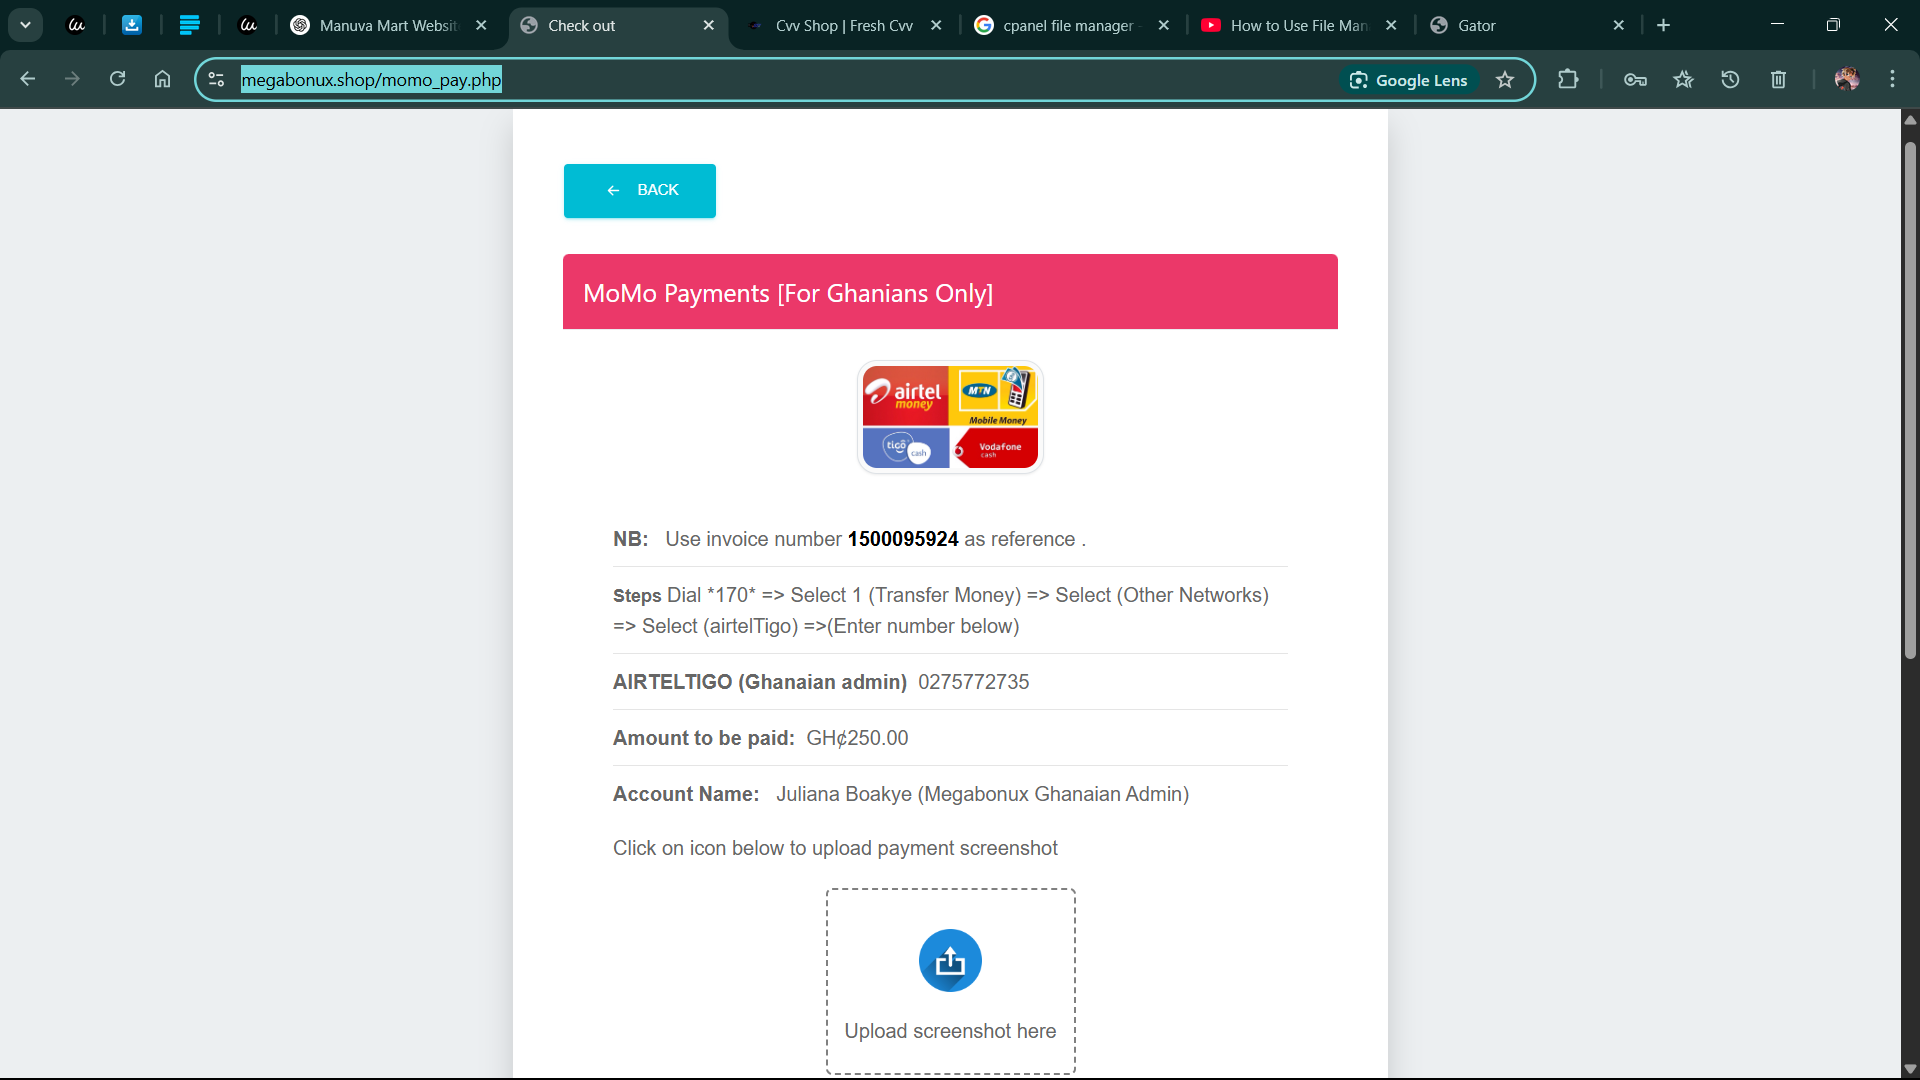 Manuva Mart Websit
Check out
Cvv Shop | Fresh Cvv
cpanel file manager
How to Use File Man
Gator
megabonux.shop/momo_pay.php
Google Lens
BACK
MoMo Payments [For Ghanians Only]
airtel money
MTN
Mobile Money
tigo cash
Vodafone cash
NB: Use invoice number 1500095924 as reference .
Steps Dial *170* => Select 1 (Transfer Money) => Select (Other Networks)
=> Select (airtelTigo) =>(Enter number below)
AIRTELTIGO (Ghanaian admin) 0275772735
Amount to be paid: GH¢250.00
Account Name: Juliana Boakye (Megabonux Ghanaian Admin)
Click on icon below to upload payment screenshot
Upload screenshot here